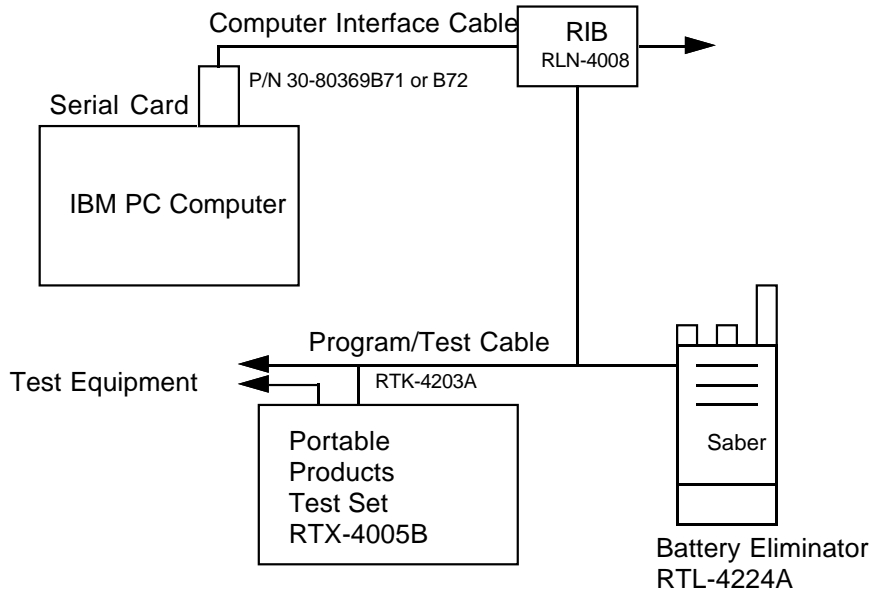 Computer Interface Cable
RIB
RLN-4008
P/N 30-80369B71 or B72
Serial Card
IBM PC Computer
Program/Test Cable
Test Equipment
RTK-4203A
Portable
Products
Test Set
RTX-4005B
Saber
Battery Eliminator
RTL-4224A